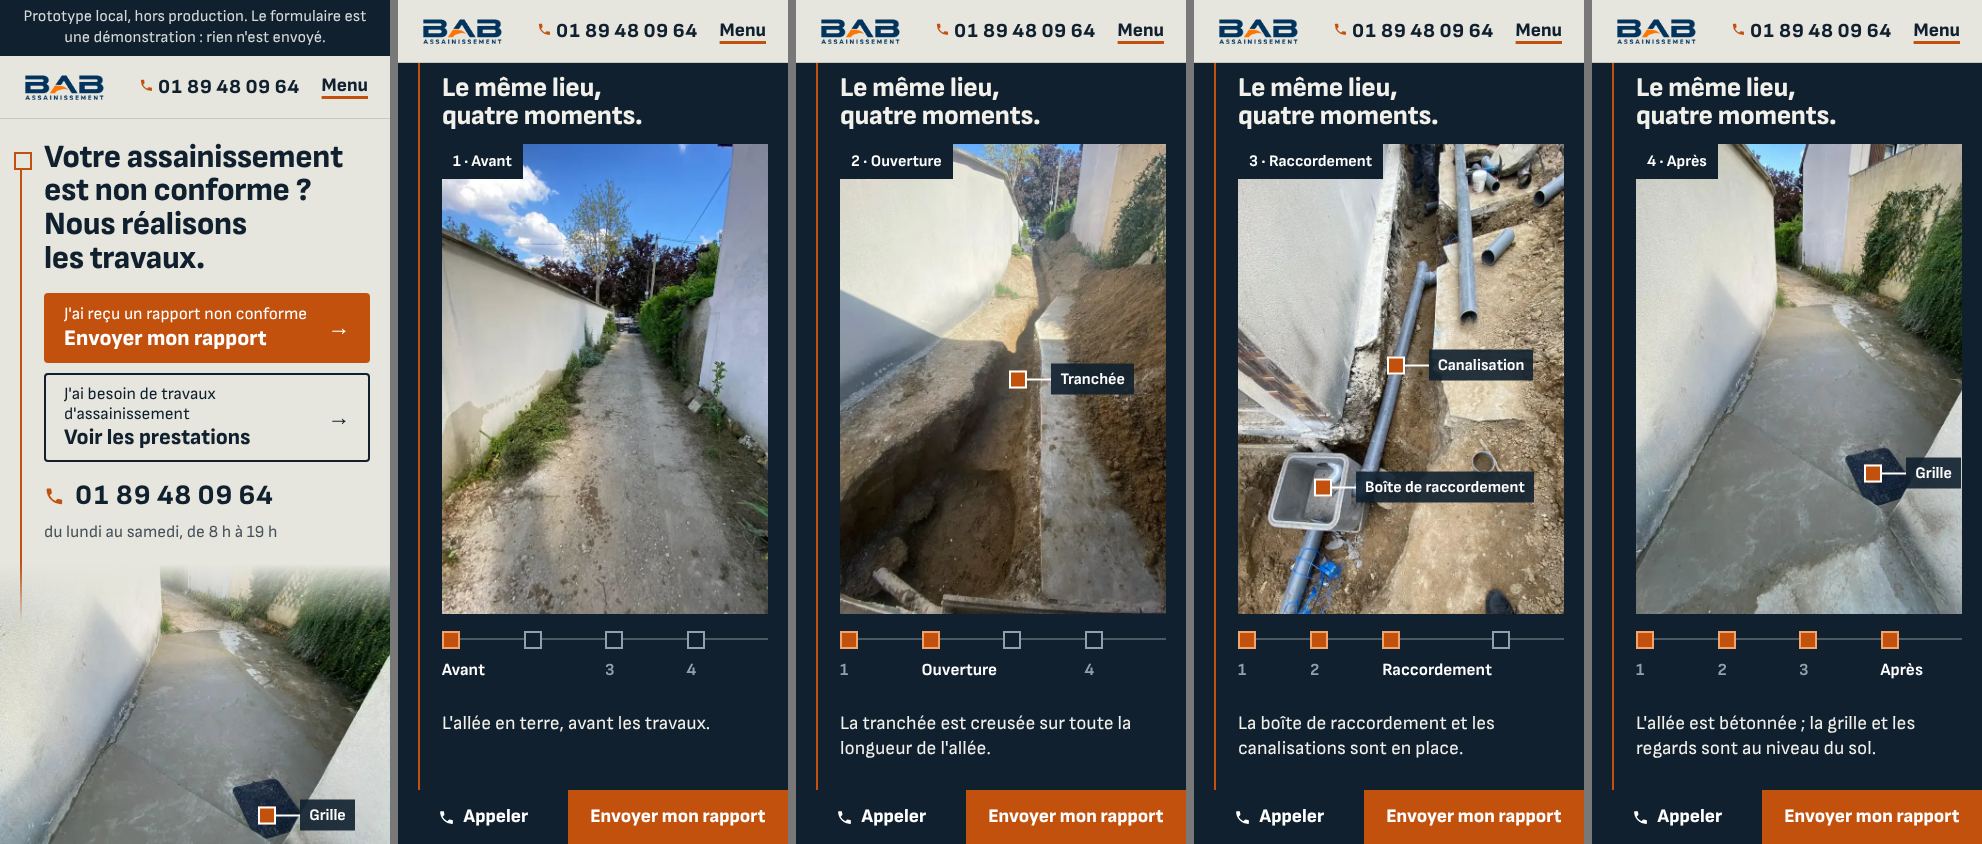 Prototype local, hors production. Le formulaire est
une démonstration : rien n'est envoyé.
BAB
ASSAINISSEMENT
01 89 48 09 64
Menu
Votre assainissement
est non conforme ?
Nous réalisons
les travaux.
J'ai reçu un rapport non conforme
Envoyer mon rapport →
J'ai besoin de travaux
d'assainissement
Voir les prestations →
01 89 48 09 64
du lundi au samedi, de 8 h à 19 h
Grille
BAB
ASSAINISSEMENT
01 89 48 09 64
Menu
Le même lieu,
quatre moments.
1 · Avant
Avant
3
4
L'allée en terre, avant les travaux.
Appeler
Envoyer mon rapport
BAB
ASSAINISSEMENT
01 89 48 09 64
Menu
Le même lieu,
quatre moments.
2 · Ouverture
Tranchée
1
Ouverture
4
La tranchée est creusée sur toute la
longueur de l'allée.
Appeler
Envoyer mon rapport
BAB
ASSAINISSEMENT
01 89 48 09 64
Menu
Le même lieu,
quatre moments.
3 · Raccordement
Canalisation
Boîte de raccordement
1
2
Raccordement
La boîte de raccordement et les
canalisations sont en place.
Appeler
Envoyer mon rapport
BAB
ASSAINISSEMENT
01 89 48 09 64
Menu
Le même lieu,
quatre moments.
4 · Après
Grille
1
2
3
Après
L'allée est bétonnée ; la grille et les
regards sont au niveau du sol.
Appeler
Envoyer mon rapport